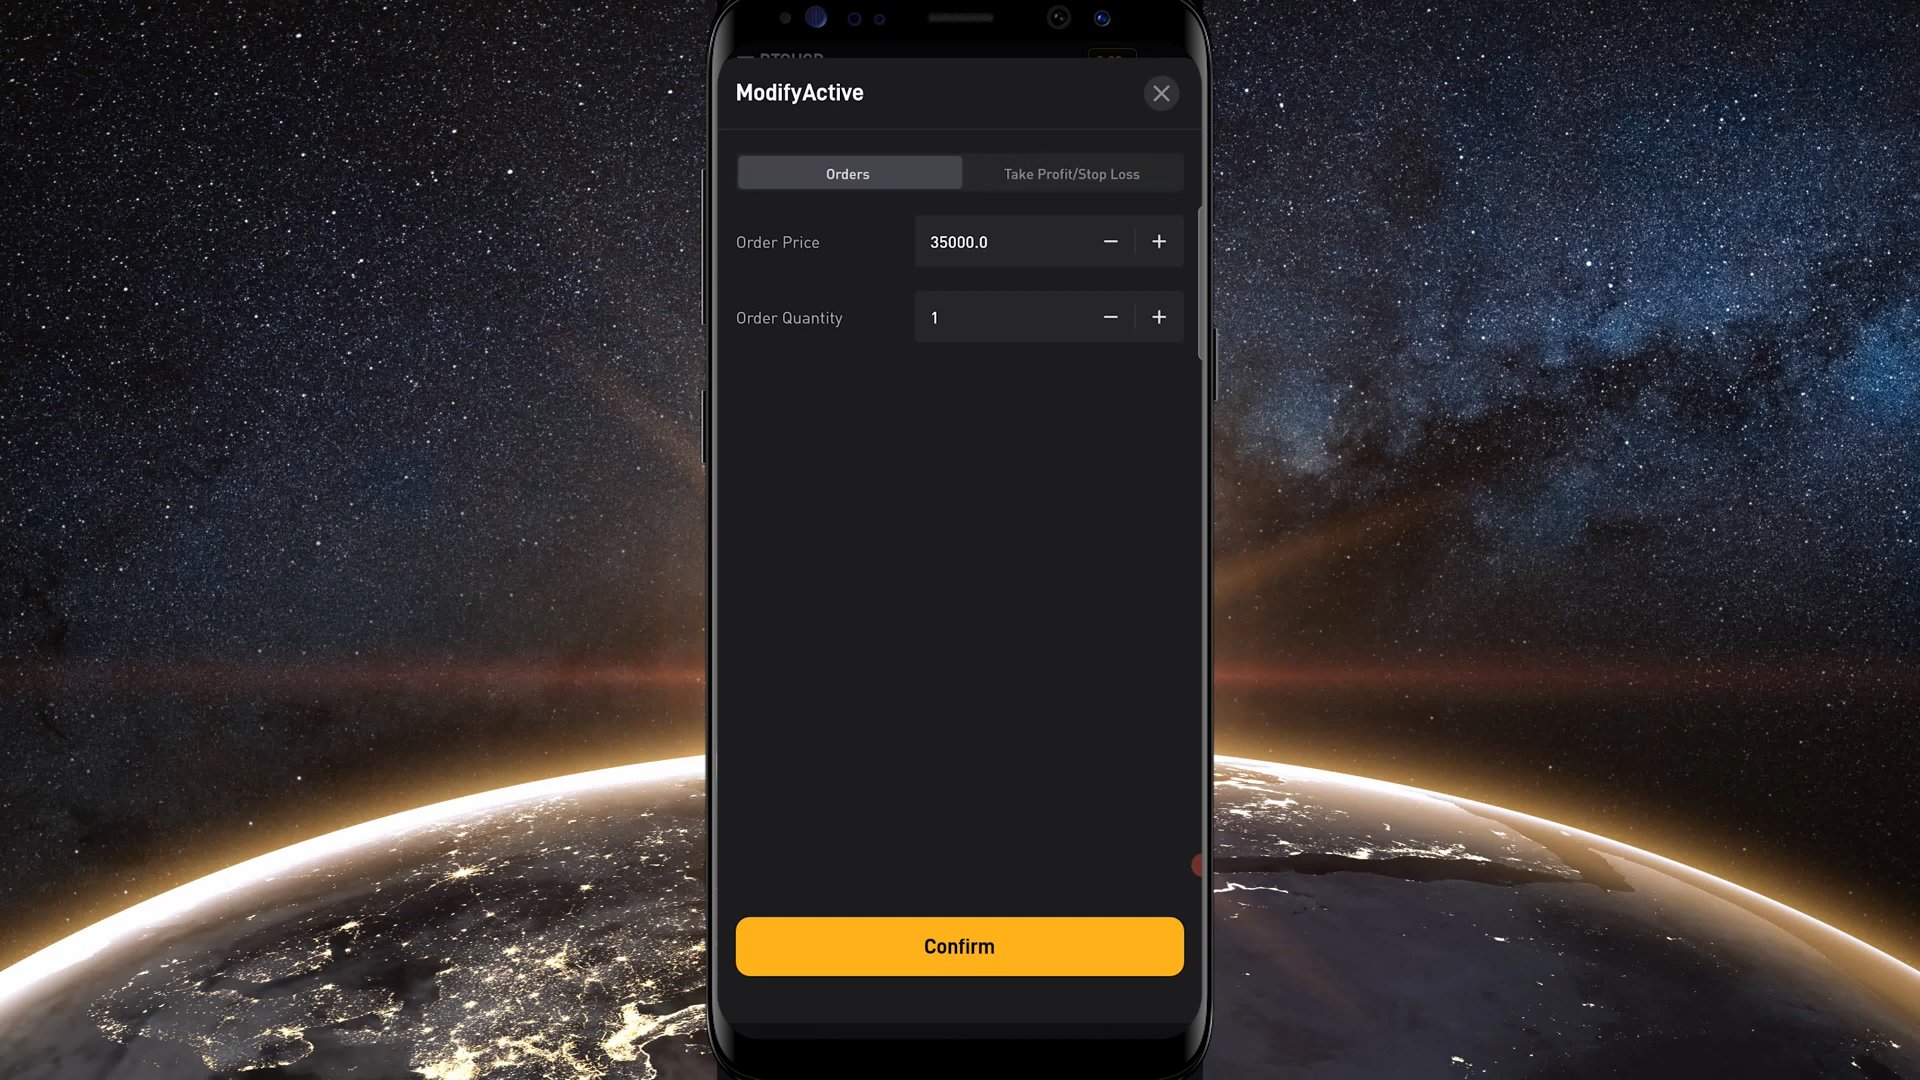 ModifyActive
Orders
Take Profit/Stop Loss
Order Price
35000.0
Order Quantity
1
Confirm